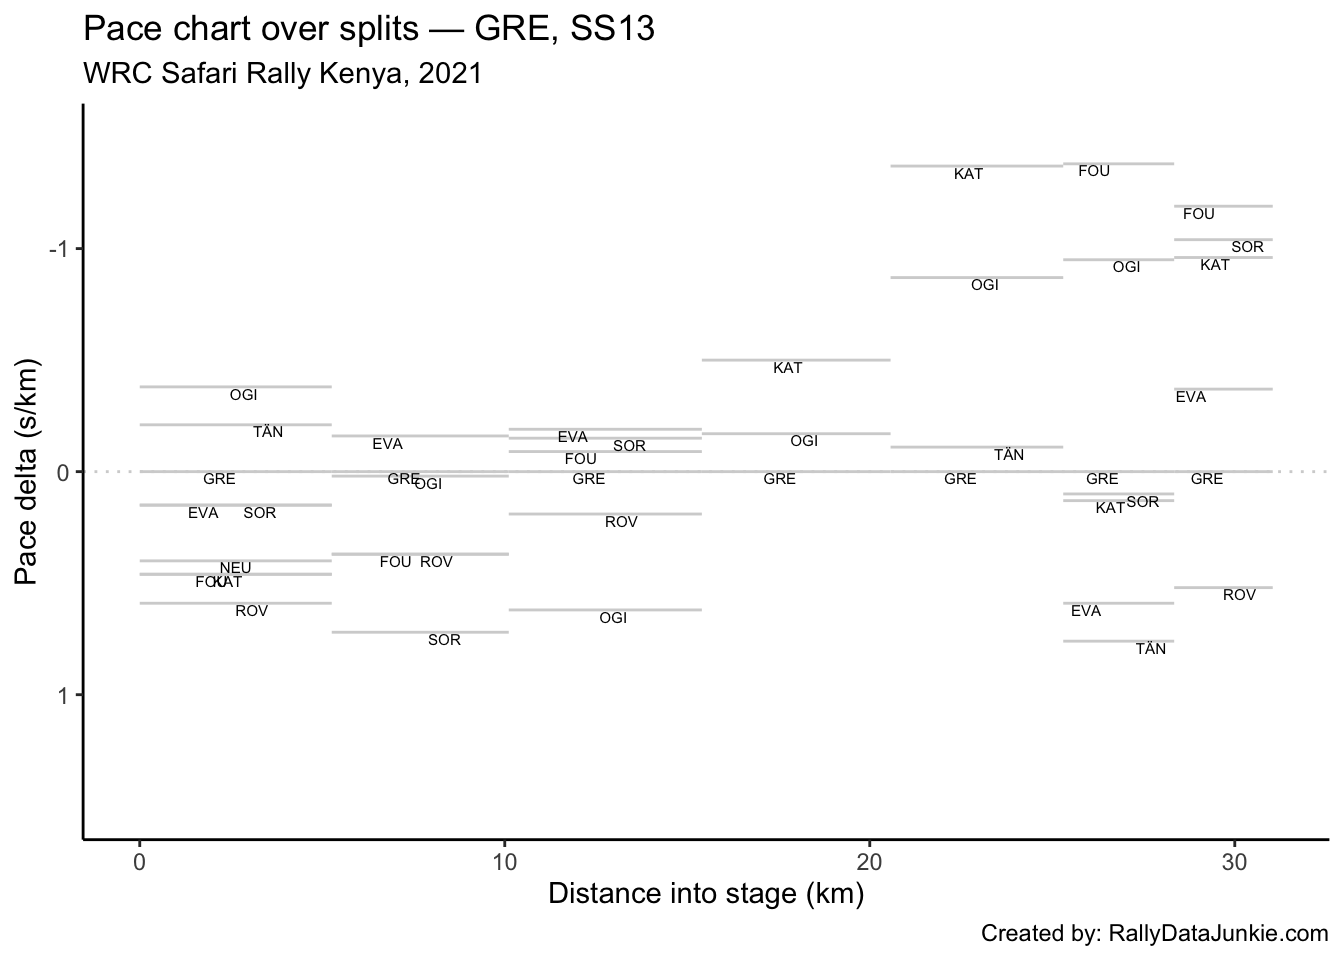 Pace chart over splits — GRE, SS13
WRC Safari Rally Kenya, 2021
KAT
FOU
FOU
SOR
-1
OGI
KAT
OGI
KAT
OGI
EVA
TÄN
EVA
EVA
OGI
SOR
TÄN
FOU
0
GRE
GRE
OGI
GRE
GRE
GRE
GRE
GRE
EVA
SOR
ROV
KAT
SOR
NEU
FOU
ROV
FOU
KAT
ROV
OGI
EVA
ROV
SOR
TÄN
1
Pace delta (s/km)
0
10
20
30
Distance into stage (km)
Created by: RallyDataJunkie.com